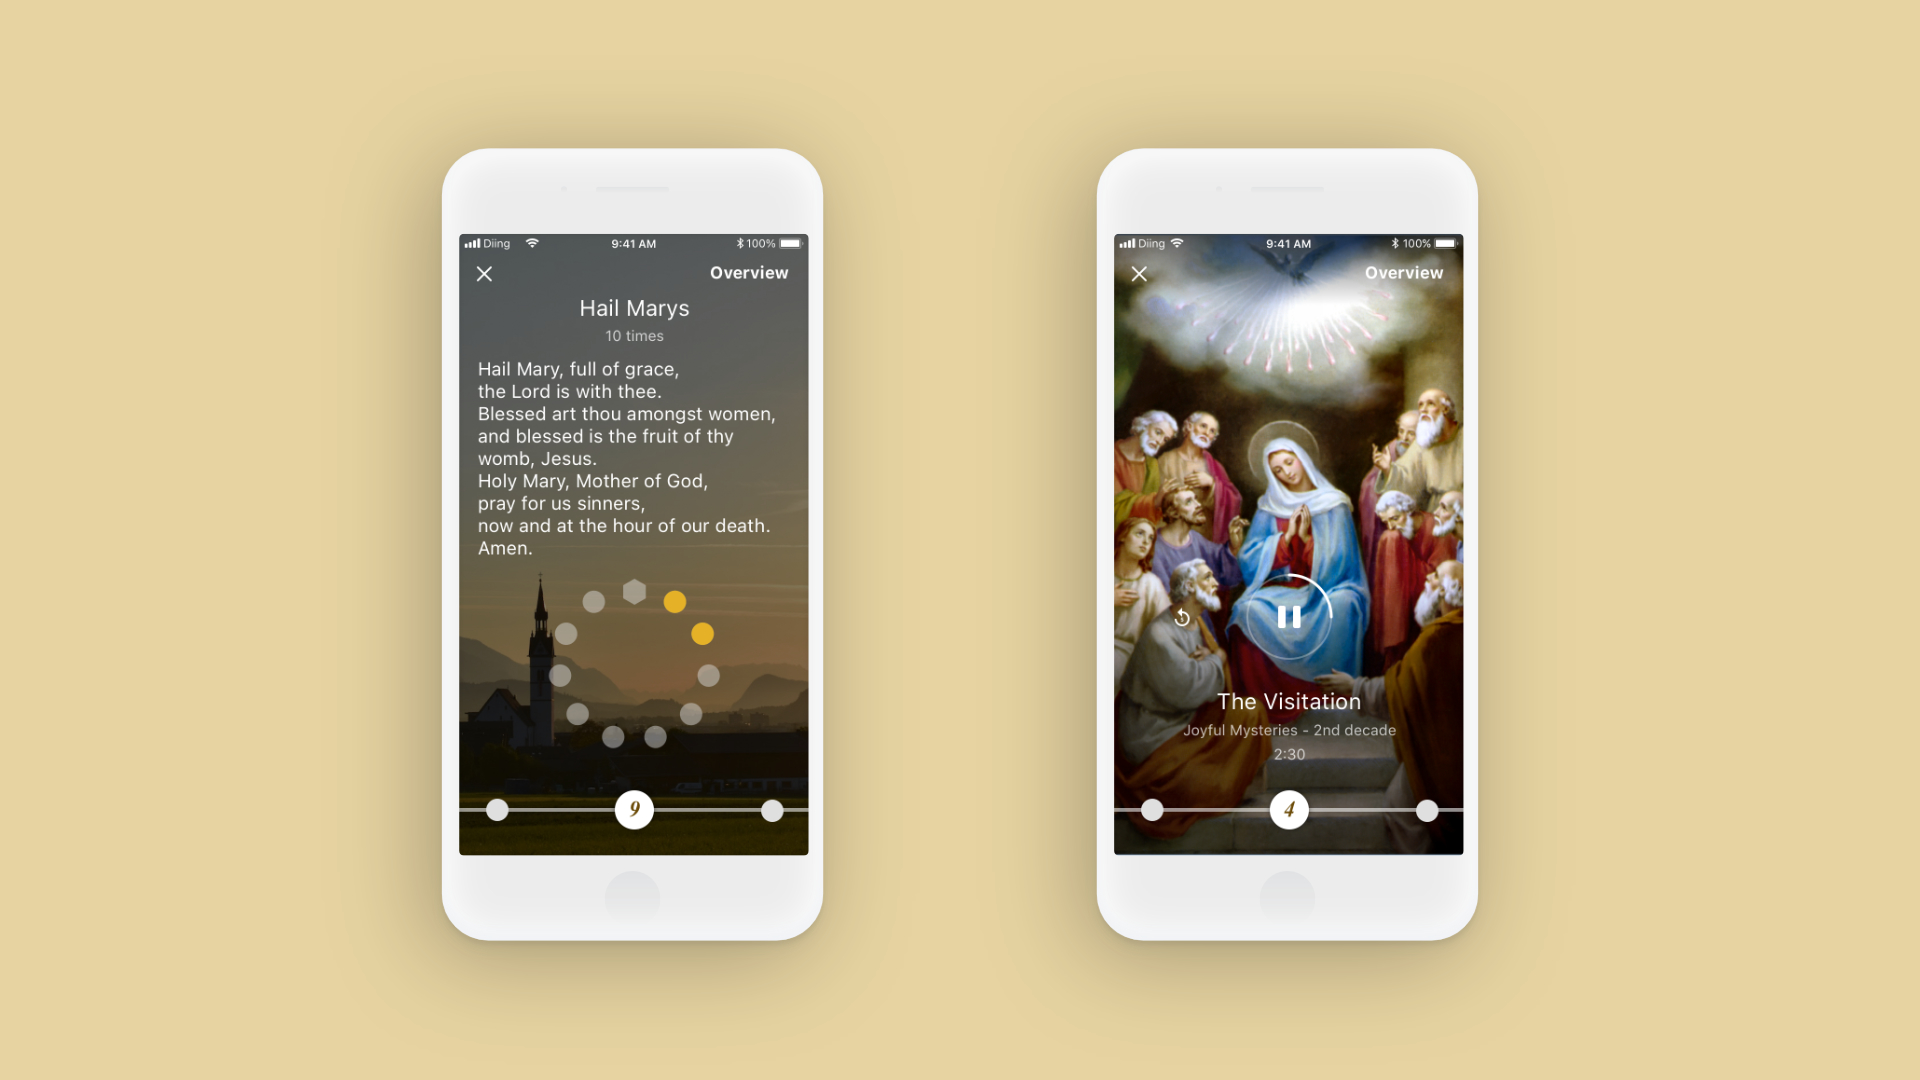 Diing 9:41 AM 100%
Overview
Hail Marys
10 times
Hail Mary, full of grace,
the Lord is with thee.
Blessed art thou amongst women,
and blessed is the fruit of thy
womb, Jesus.
Holy Mary, Mother of God,
pray for us sinners,
now and at the hour of our death.
Amen.
9
Diing 9:41 AM 100%
Overview
The Visitation
Joyful Mysteries - 2nd decade
2:30
4